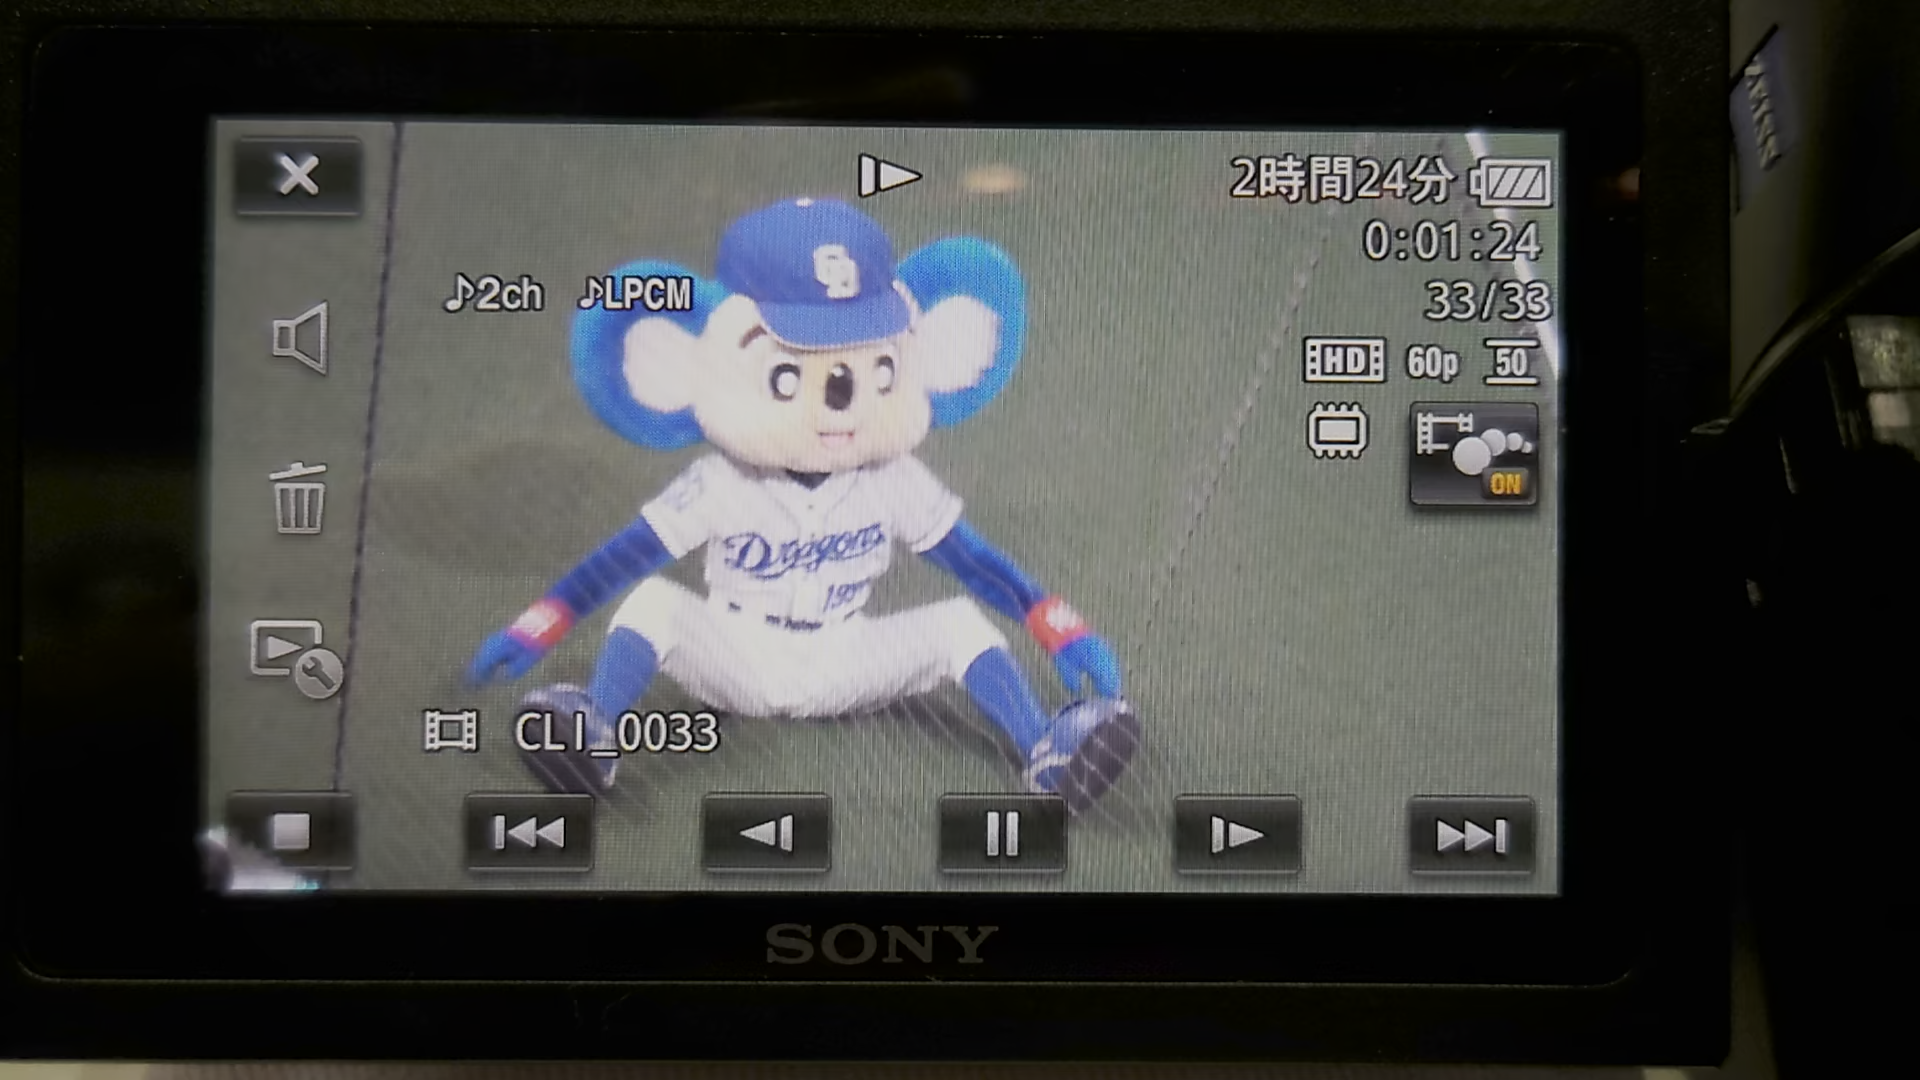 2時間24分
0:01:24
♪2ch ♪LPCM
33/33
HD 60p 50
ON
CD
Dragons
CLI_0033
SONY